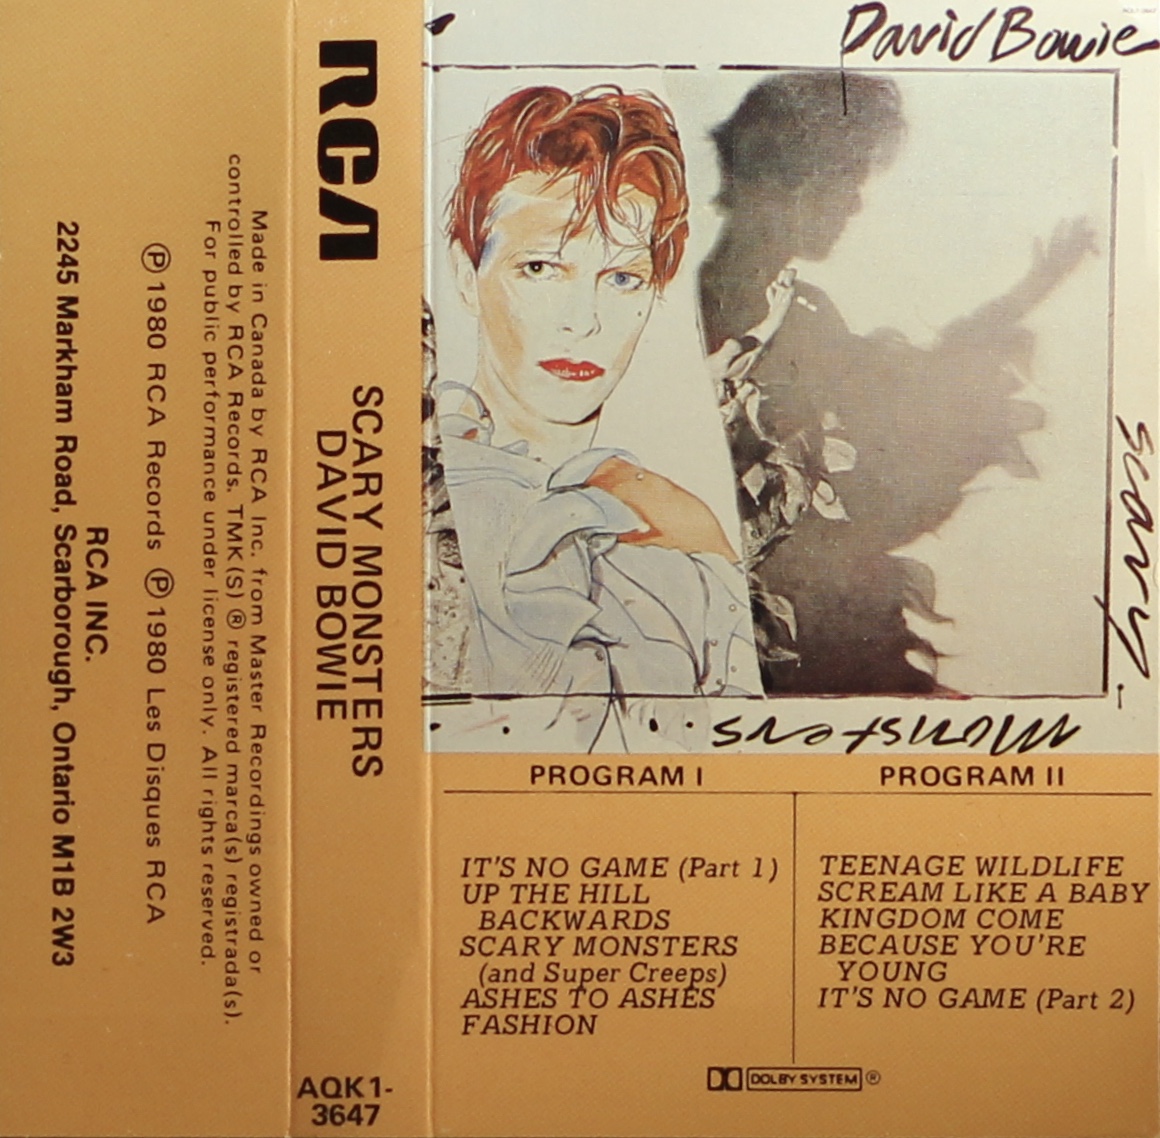 David Bowie
Scary
Monsters
PROGRAM I
IT'S NO GAME (Part 1)
UP THE HILL
BACKWARDS
SCARY MONSTERS
(and Super Creeps)
ASHES TO ASHES
FASHION
PROGRAM II
TEENAGE WILDLIFE
SCREAM LIKE A BABY
KINGDOM COME
BECAUSE YOU'RE
YOUNG
IT'S NO GAME (Part 2)
DOLBY SYSTEM ®
RCA
SCARY MONSTERS
DAVID BOWIE
AQK1-
3647
Made in Canada by RCA Inc. from Master Recordings owned or
controlled by RCA Records. TMK(S) ® registered marca(s) registrada(s).
For public performance under license only. All rights reserved.
Ⓟ 1980 RCA Records Ⓟ 1980 Les Disques RCA
RCA INC.
2245 Markham Road, Scarborough, Ontario M1B 2W3